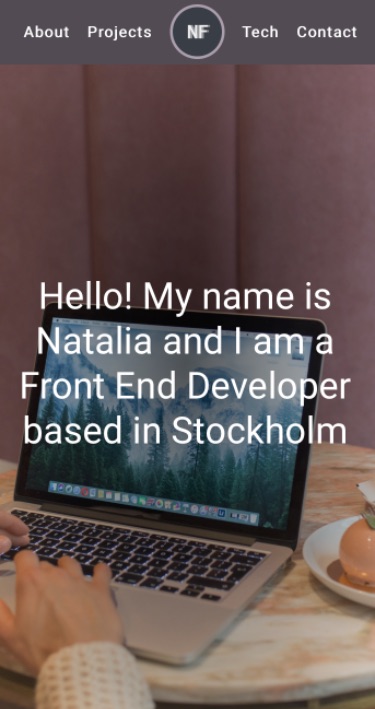 About Projects NF Tech Contact
Hello! My name is
Natalia and I am a
Front End Developer
based in Stockholm